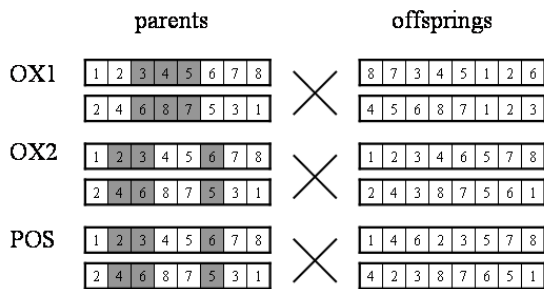 parents offsprings
OX1
1 2 3 4 5 6 7 8 8 7 3 4 5 1 2 6
2 4 6 8 7 5 3 1 4 5 6 8 7 1 2 3
OX2
1 2 3 4 5 6 7 8 1 2 3 4 6 5 7 8
2 4 6 8 7 5 3 1 2 4 3 8 7 5 6 1
POS
1 2 3 4 5 6 7 8 1 4 6 2 3 5 7 8
2 4 6 8 7 5 3 1 4 2 3 8 7 6 5 1